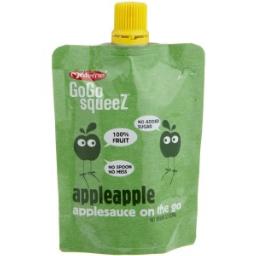 GoGo
squeeZ
NO ADDED
SUGAR
100%
FRUIT
NO SPOON
NO MESS
appleapple
applesauce on the go